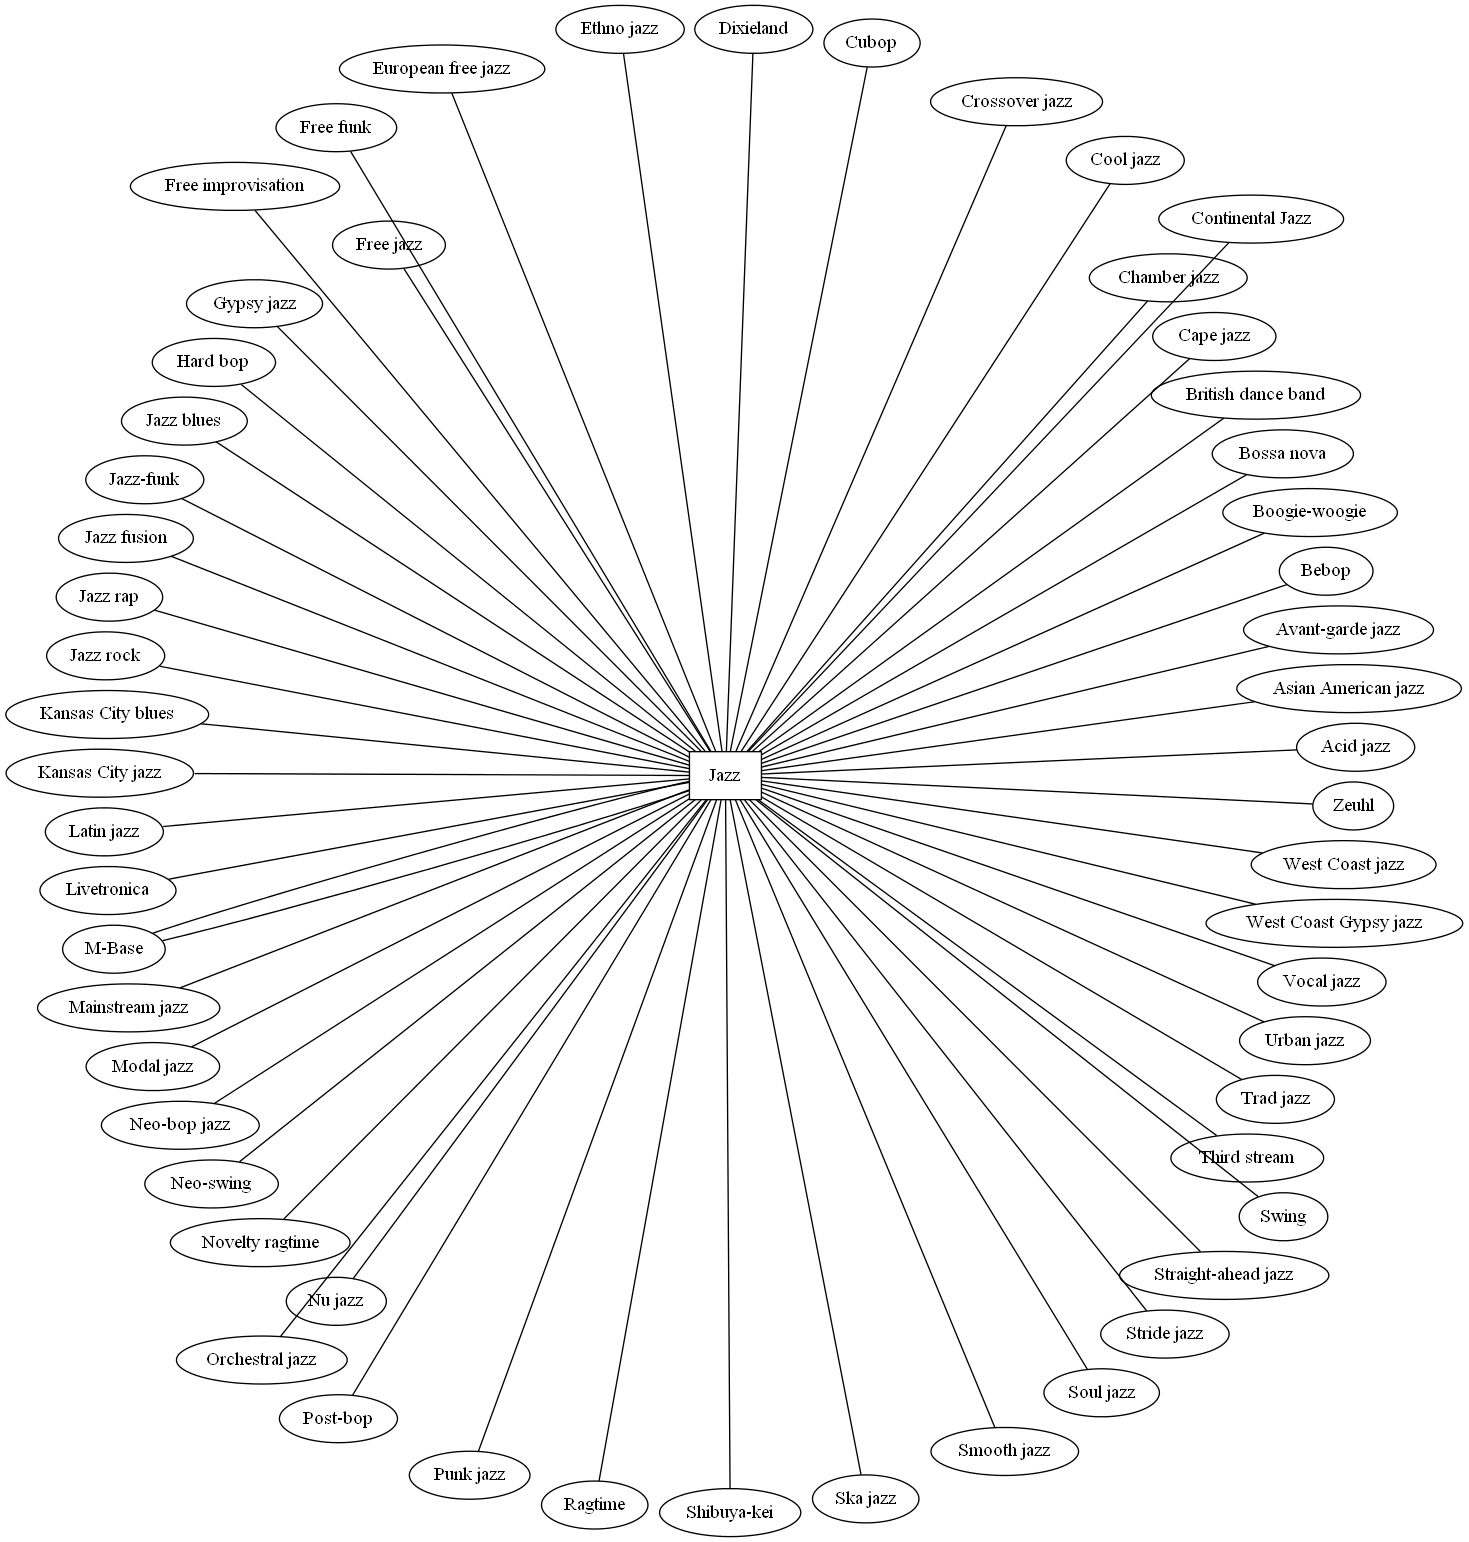 Ethno jazz
Dixieland
Cubop
European free jazz
Crossover jazz
Free funk
Cool jazz
Free improvisation
Continental Jazz
Free jazz
Chamber jazz
Gypsy jazz
Cape jazz
Hard bop
British dance band
Jazz blues
Bossa nova
Jazz-funk
Boogie-woogie
Jazz fusion
Bebop
Jazz rap
Avant-garde jazz
Jazz rock
Asian American jazz
Kansas City blues
Acid jazz
Kansas City jazz
Jazz
Zeuhl
Latin jazz
West Coast jazz
Livetronica
West Coast Gypsy jazz
M-Base
Vocal jazz
Mainstream jazz
Urban jazz
Modal jazz
Trad jazz
Neo-bop jazz
Third stream
Neo-swing
Swing
Novelty ragtime
Straight-ahead jazz
Nu jazz
Stride jazz
Orchestral jazz
Soul jazz
Post-bop
Smooth jazz
Punk jazz
Ska jazz
Ragtime
Shibuya-kei